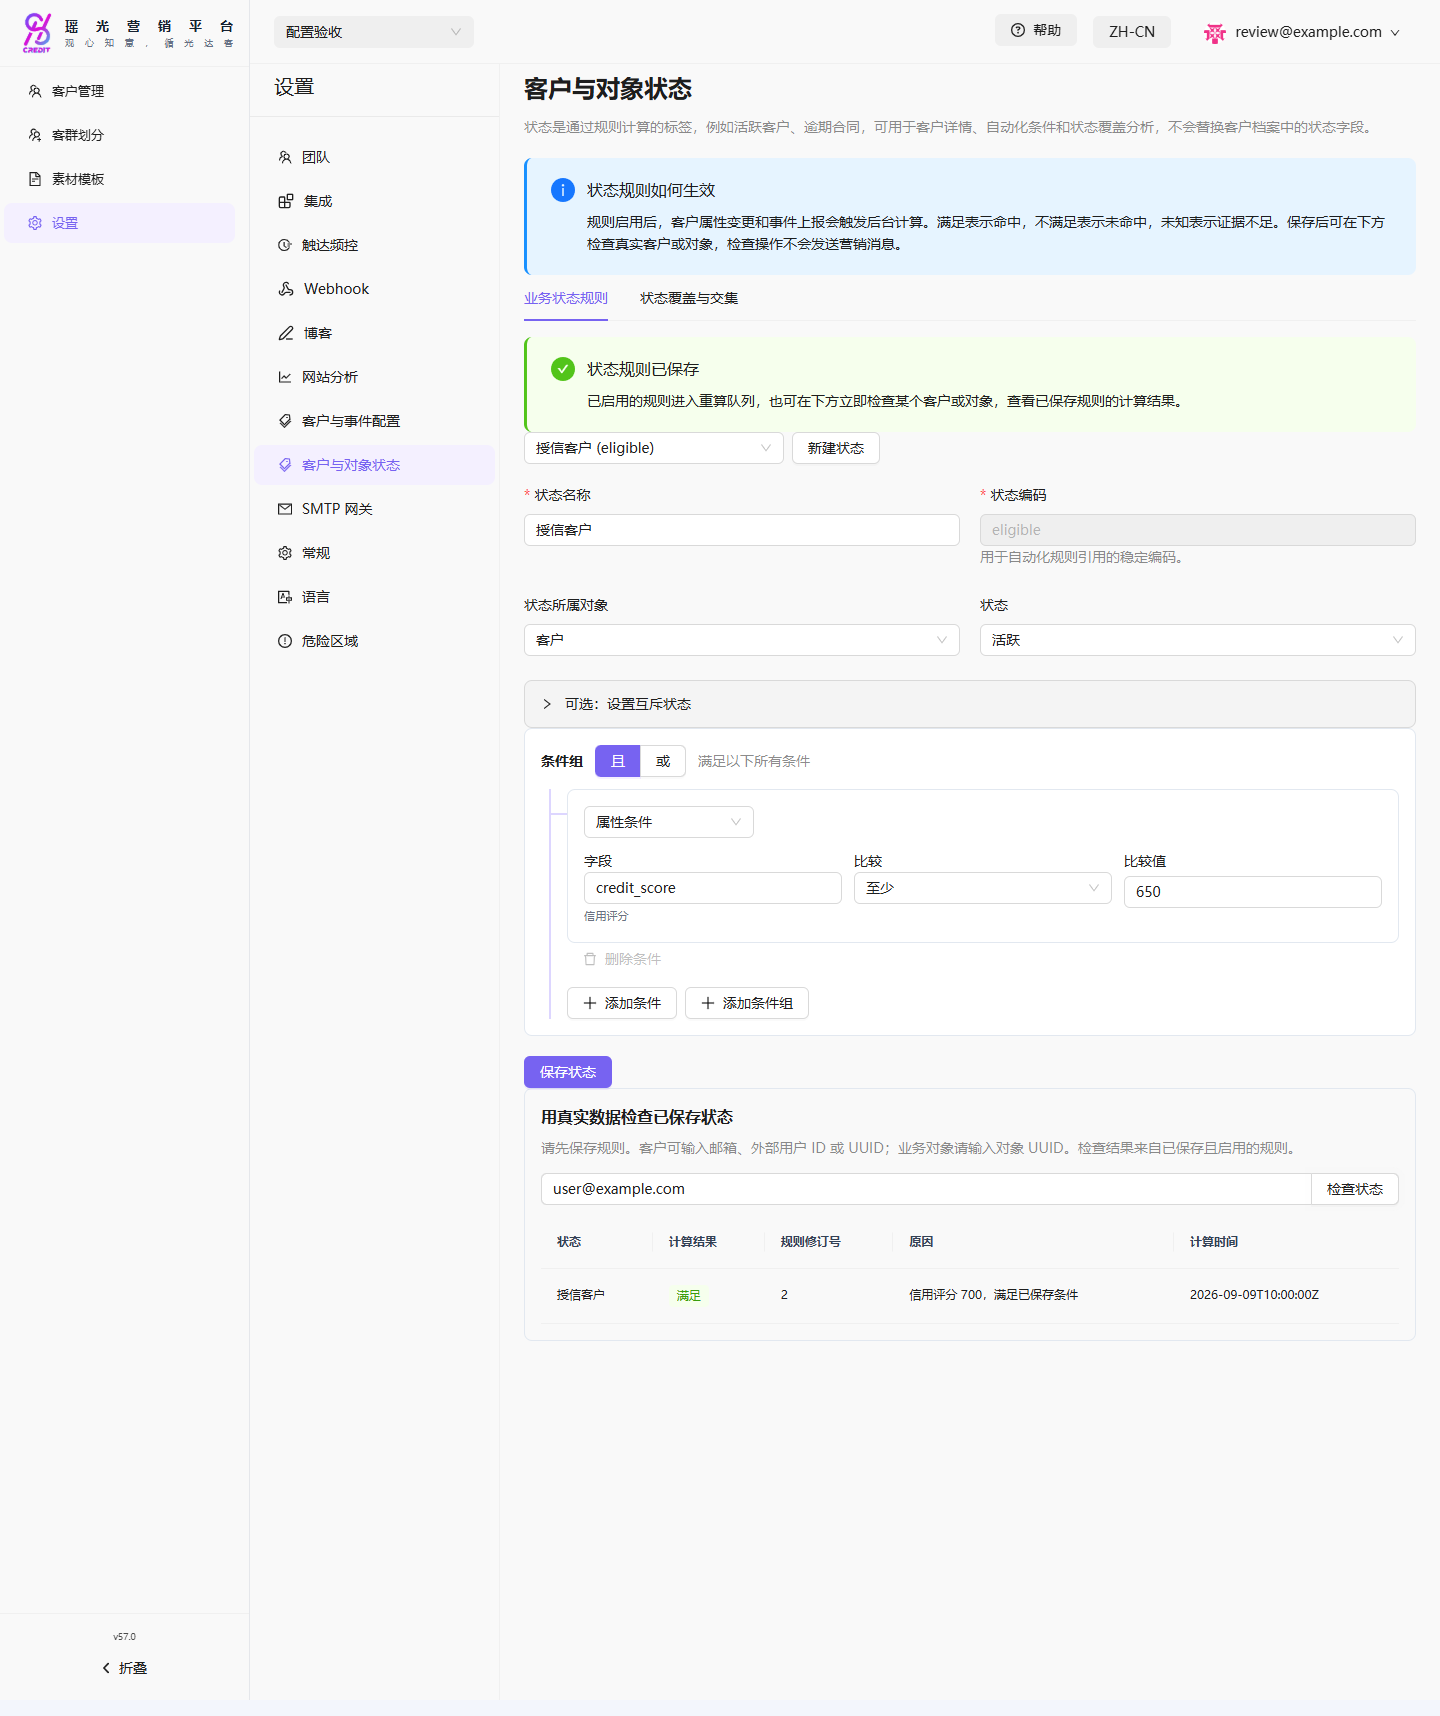 CREDIT
瑶光营销平台
观心知意，循光达客
配置验收
帮助
ZH-CN
review@example.com
客户管理
客群划分
素材模板
设置
v57.0
折叠
设置
团队
集成
触达频控
Webhook
博客
网站分析
客户与事件配置
客户与对象状态
SMTP 网关
常规
语言
危险区域
客户与对象状态
状态是通过规则计算的标签，例如活跃客户、逾期合同，可用于客户详情、自动化条件和状态覆盖分析，不会替换客户档案中的状态字段。
状态规则如何生效
规则启用后，客户属性变更和事件上报会触发后台计算。满足表示命中，不满足表示未命中，未知表示证据不足。保存后可在下方
检查真实客户或对象，检查操作不会发送营销消息。
业务状态规则
状态覆盖与交集
状态规则已保存
已启用的规则进入重算队列，也可在下方立即检查某个客户或对象，查看已保存规则的计算结果。
授信客户 (eligible)
新建状态
* 状态名称
* 状态编码
授信客户
eligible
用于自动化规则引用的稳定编码。
状态所属对象
状态
客户
活跃
可选：设置互斥状态
条件组
且
或
满足以下所有条件
属性条件
字段
比较
比较值
credit_score
至少
650
信用评分
删除条件
添加条件
添加条件组
保存状态
用真实数据检查已保存状态
请先保存规则。客户可输入邮箱、外部用户 ID 或 UUID；业务对象请输入对象 UUID。检查结果来自已保存且启用的规则。
user@example.com
检查状态
状态
计算结果
规则修订号
原因
计算时间
授信客户
满足
2
信用评分 700，满足已保存条件
2026-09-09T10:00:00Z